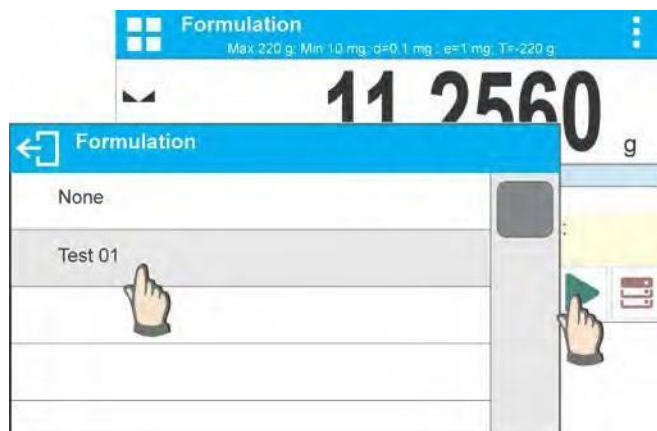 Formulation
Max 220 g; Min 10 mg; d=0.1 mg ; e=1 mg; T=-220 g
11.2560
g
Formulation
None
Test 01
: